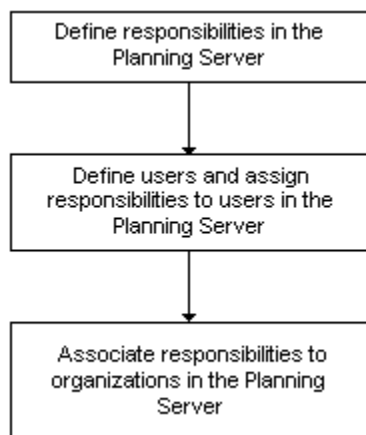 Define responsibilities in the
Planning Server
Define users and assign
responsibilities to users in the
Planning Server
Associate responsibilities to
organizations in the Planning
Server